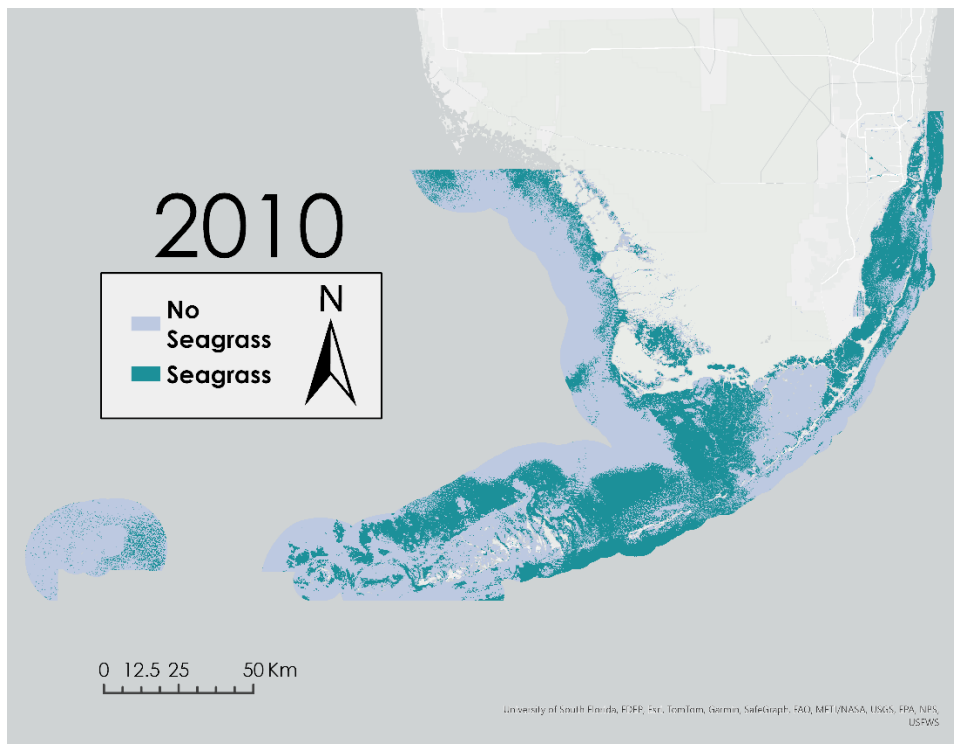 2010
N
No
Seagrass
Seagrass
0 12.5 25 50 Km
University of South Florida, FDEP, Esri, TomTom, Garmin, SafeGraph, FAO, METI/NASA, USGS, EPA, NPS,
USFWS